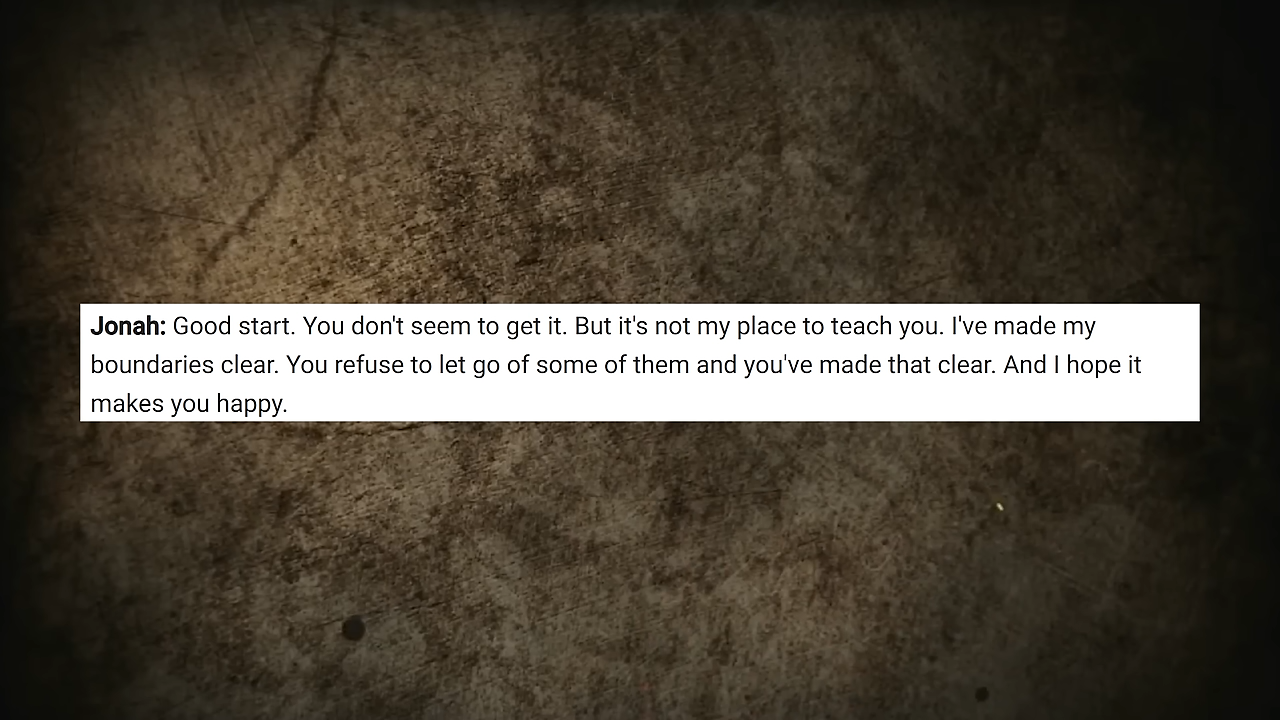 Jonah: Good start. You don't seem to get it. But it's not my place to teach you. I've made my
boundaries clear. You refuse to let go of some of them and you've made that clear. And I hope it
makes you happy.